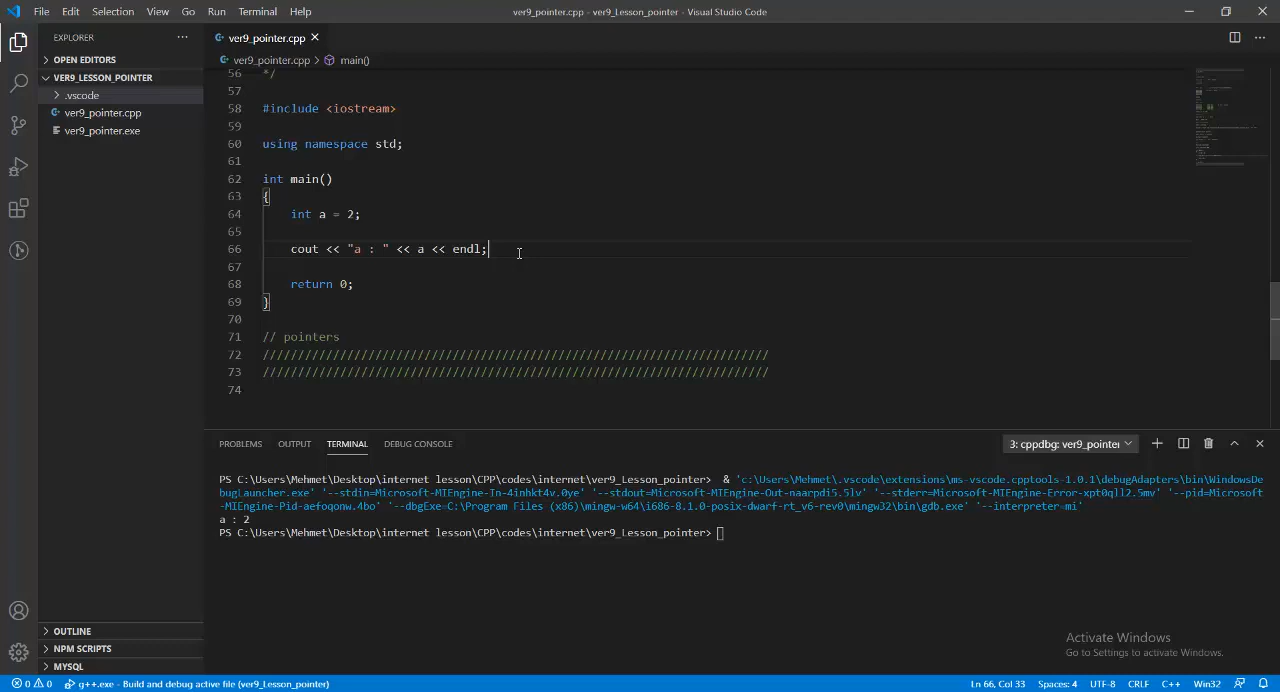 File Edit Selection View Go Run Terminal Help
ver9_pointer.cpp - ver9_Lesson_pointer - Visual Studio Code
EXPLORER
OPEN EDITORS
VER9_LESSON_POINTER
.vscode
ver9_pointer.cpp
ver9_pointer.exe
OUTLINE
NPM SCRIPTS
MYSQL
ver9_pointer.cpp
ver9_pointer.cpp > main()
56 */
57
58 #include <iostream>
59
60 using namespace std;
61
62 int main()
63 {
64 int a = 2;
65
66 cout << "a : " << a << endl;
67
68 return 0;
69 }
70
71 // pointers
72 ////////////////////////////////////////////////////////////////////////
73 ////////////////////////////////////////////////////////////////////////
74
PROBLEMS OUTPUT TERMINAL DEBUG CONSOLE
3: cppdbg: ver9_pointer
PS C:\Users\Mehmet\Desktop\internet lesson\CPP\codes\internet\ver9_Lesson_pointer> & 'c:\Users\Mehmet\.vscode\extensions\ms-vscode.cpptools-1.0.1\debugAdapters\bin\WindowsDe
bugLauncher.exe' '--stdin=Microsoft-MIEngine-In-4inhkt4v.0ye' '--stdout=Microsoft-MIEngine-Out-naarpdi5.5lv' '--stderr=Microsoft-MIEngine-Error-xpt0qll2.5mv' '--pid=Microsoft
-MIEngine-Pid-aefoqonw.4bo' '--dbgExe=C:\Program Files (x86)\mingw-w64\i686-8.1.0-posix-dwarf-rt_v6-rev0\mingw32\bin\gdb.exe' '--interpreter=mi'
a : 2
PS C:\Users\Mehmet\Desktop\internet lesson\CPP\codes\internet\ver9_Lesson_pointer>
Activate Windows
Go to Settings to activate Windows.
0 0 g++.exe - Build and debug active file (ver9_Lesson_pointer)
Ln 66, Col 33 Spaces: 4 UTF-8 CRLF C++ Win32